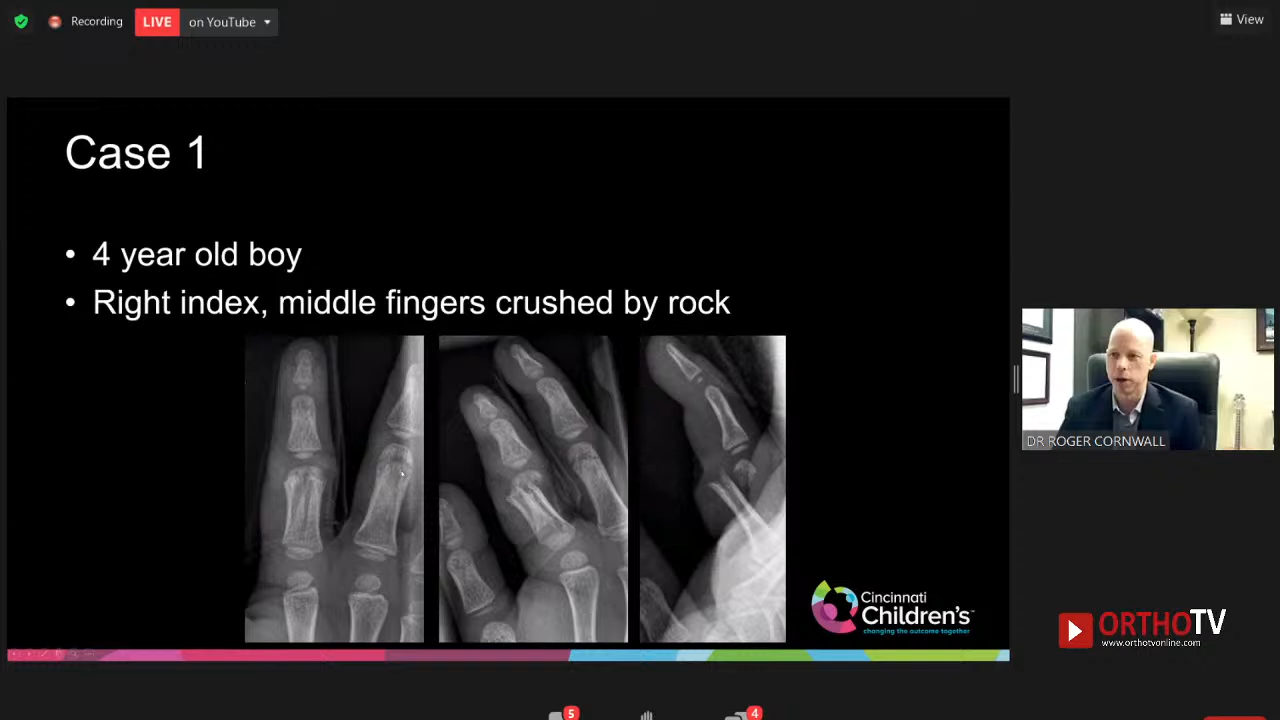 Recording
LIVE on YouTube
View
Case 1
• 4 year old boy
• Right index, middle fingers crushed by rock
DR ROGER CORNWALL
Cincinnati
Children's™
changing the outcome together
ORTHOTV
www.orthotvonline.com
5
4